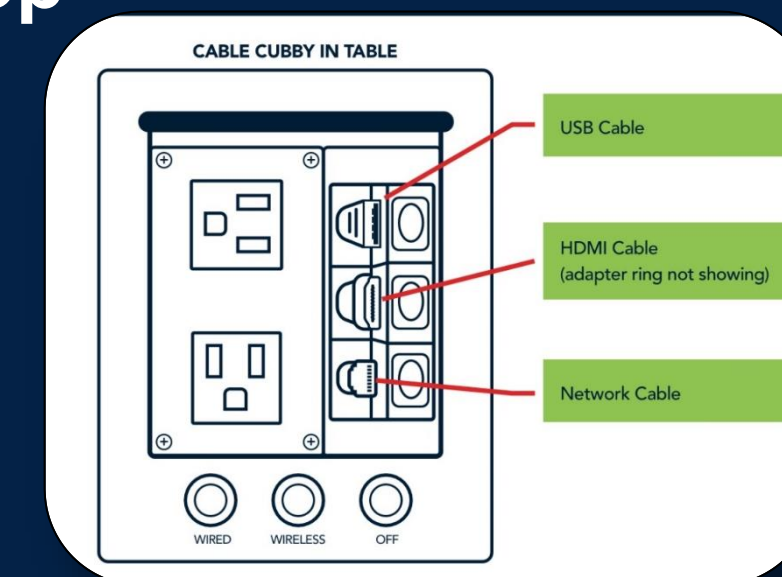 CABLE CUBBY IN TABLE
USB Cable
HDMI Cable
(adapter ring not showing)
Network Cable
WIRED WIRELESS OFF